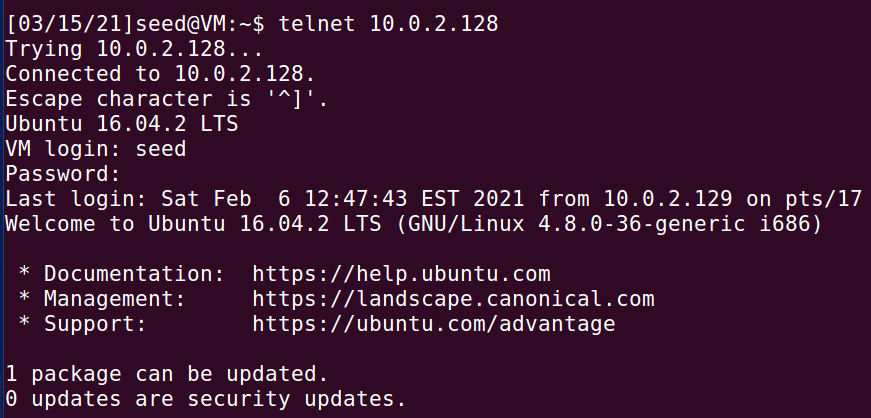 [03/15/21]seed@VM:~$ telnet 10.0.2.128
Trying 10.0.2.128...
Connected to 10.0.2.128.
Escape character is '^]'.
Ubuntu 16.04.2 LTS
VM login: seed
Password:
Last login: Sat Feb  6 12:47:43 EST 2021 from 10.0.2.129 on pts/17
Welcome to Ubuntu 16.04.2 LTS (GNU/Linux 4.8.0-36-generic i686)

 * Documentation:  https://help.ubuntu.com
 * Management:     https://landscape.canonical.com
 * Support:        https://ubuntu.com/advantage

1 package can be updated.
0 updates are security updates.